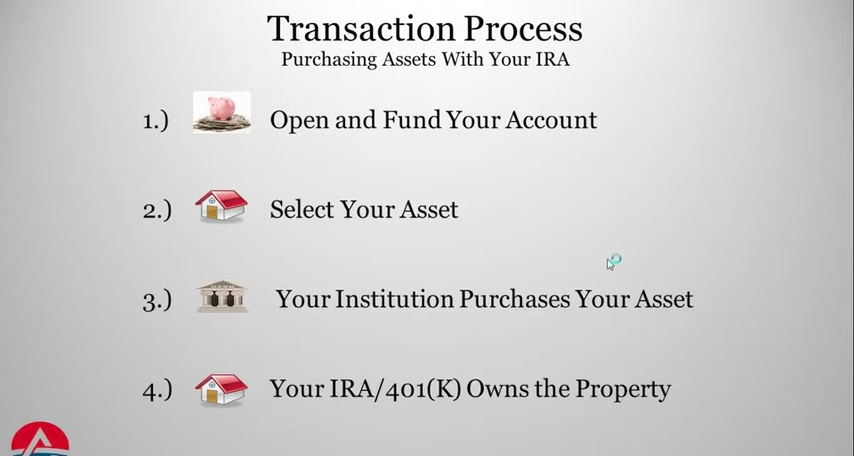 Transaction Process
Purchasing Assets With Your IRA
1.) Open and Fund Your Account
2.) Select Your Asset
3.) Your Institution Purchases Your Asset
4.) Your IRA/401(K) Owns the Property